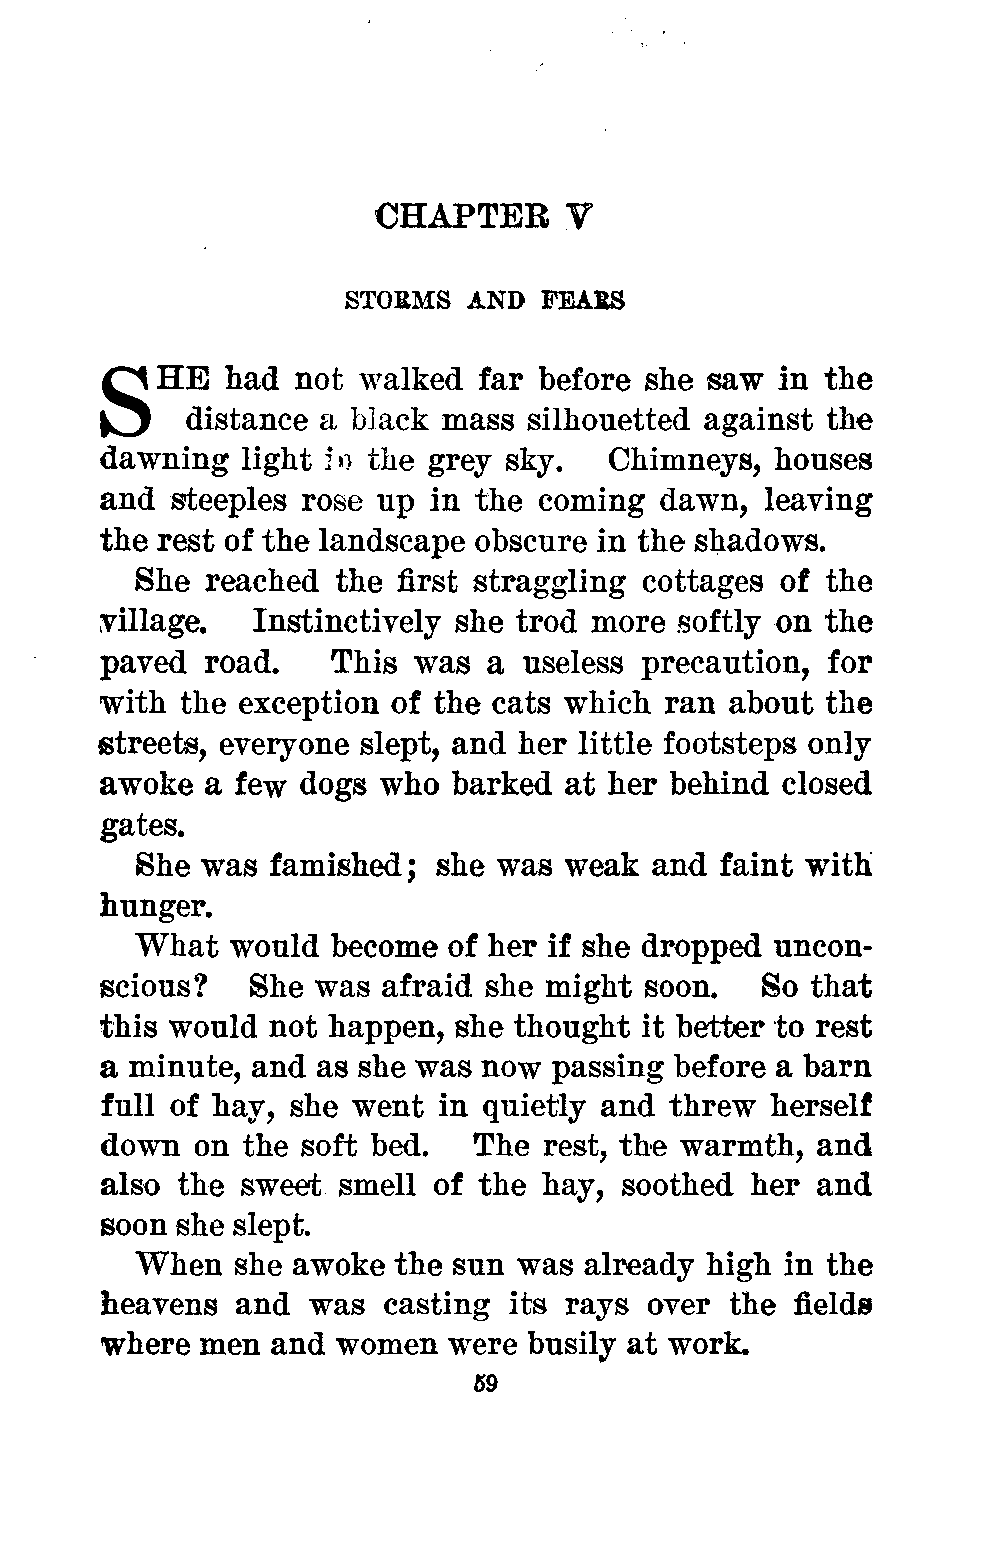 CHAPTER V
STORMS AND FEARS
SHE had not walked far before she saw in the
distance a black mass silhouetted against the
dawning light in the grey sky. Chimneys, houses
and steeples rose up in the coming dawn, leaving
the rest of the landscape obscure in the shadows.
She reached the first straggling cottages of the
village. Instinctively she trod more softly on the
paved road. This was a useless precaution, for
with the exception of the cats which ran about the
streets, everyone slept, and her little footsteps only
awoke a few dogs who barked at her behind closed
gates.
She was famished; she was weak and faint with
hunger.
What would become of her if she dropped uncon-
scious? She was afraid she might soon. So that
this would not happen, she thought it better to rest
a minute, and as she was now passing before a barn
full of hay, she went in quietly and threw herself
down on the soft bed. The rest, the warmth, and
also the sweet smell of the hay, soothed her and
soon she slept.
When she awoke the sun was already high in the
heavens and was casting its rays over the fields
where men and women were busily at work.
59